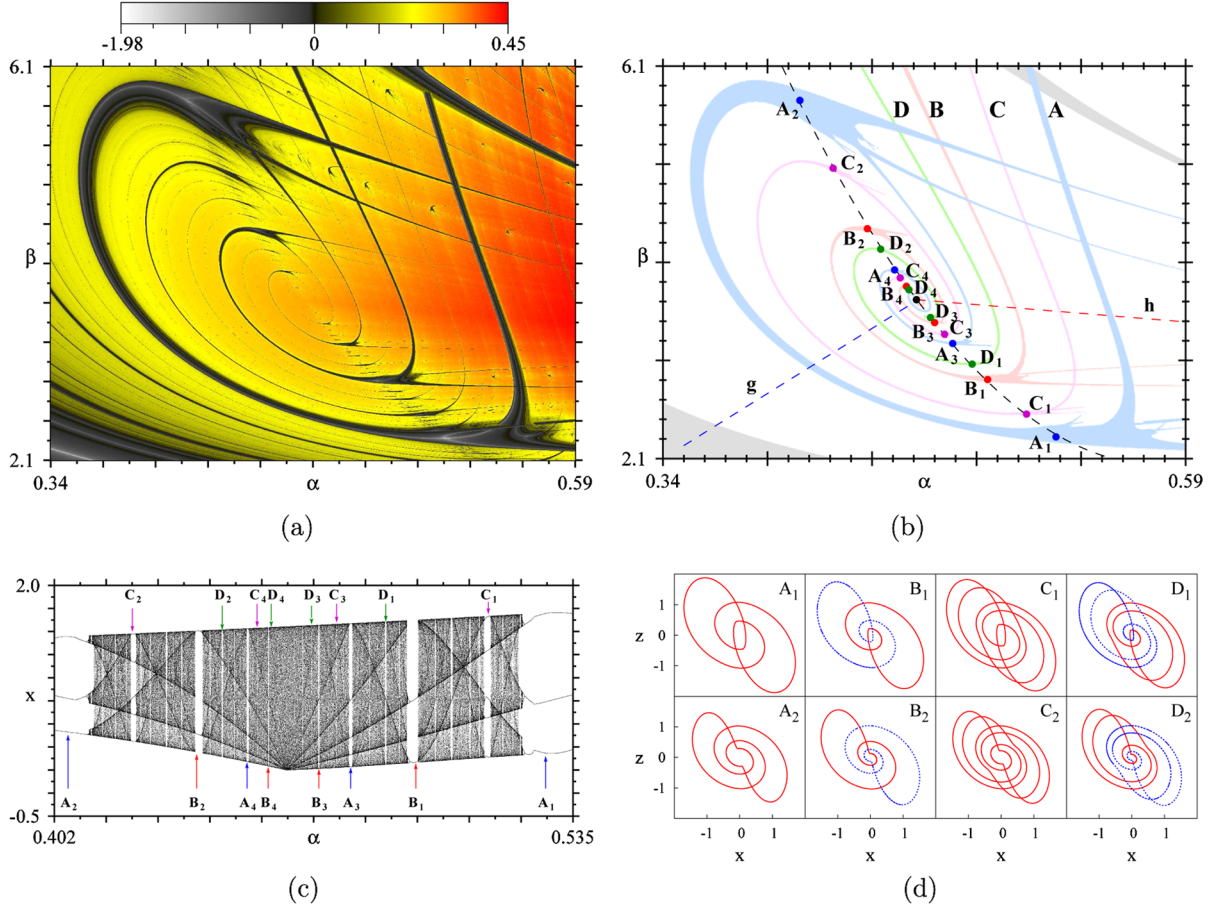 -1.98 0 0.45
6.1
β
2.1
0.34 α 0.59
(a)
6.1
β
2.1
0.34 α 0.59
D B C A
A2
C2
B2 D2
A4 C4
B4 D4
D3
B3 C3
A3 D1
B1
C1
A1
h
g
(b)
2.0
x
-0.5
0.402 α 0.535
C2 D2 C4 D4 D3 C3 D1 C1
A2 B2 A4 B4 B3 A3 B1 A1
(c)
A1 B1 C1 D1
1
z 0
-1
A2 B2 C2 D2
1
z 0
-1
-1 0 1 -1 0 1 -1 0 1 -1 0 1
x x x x
(d)